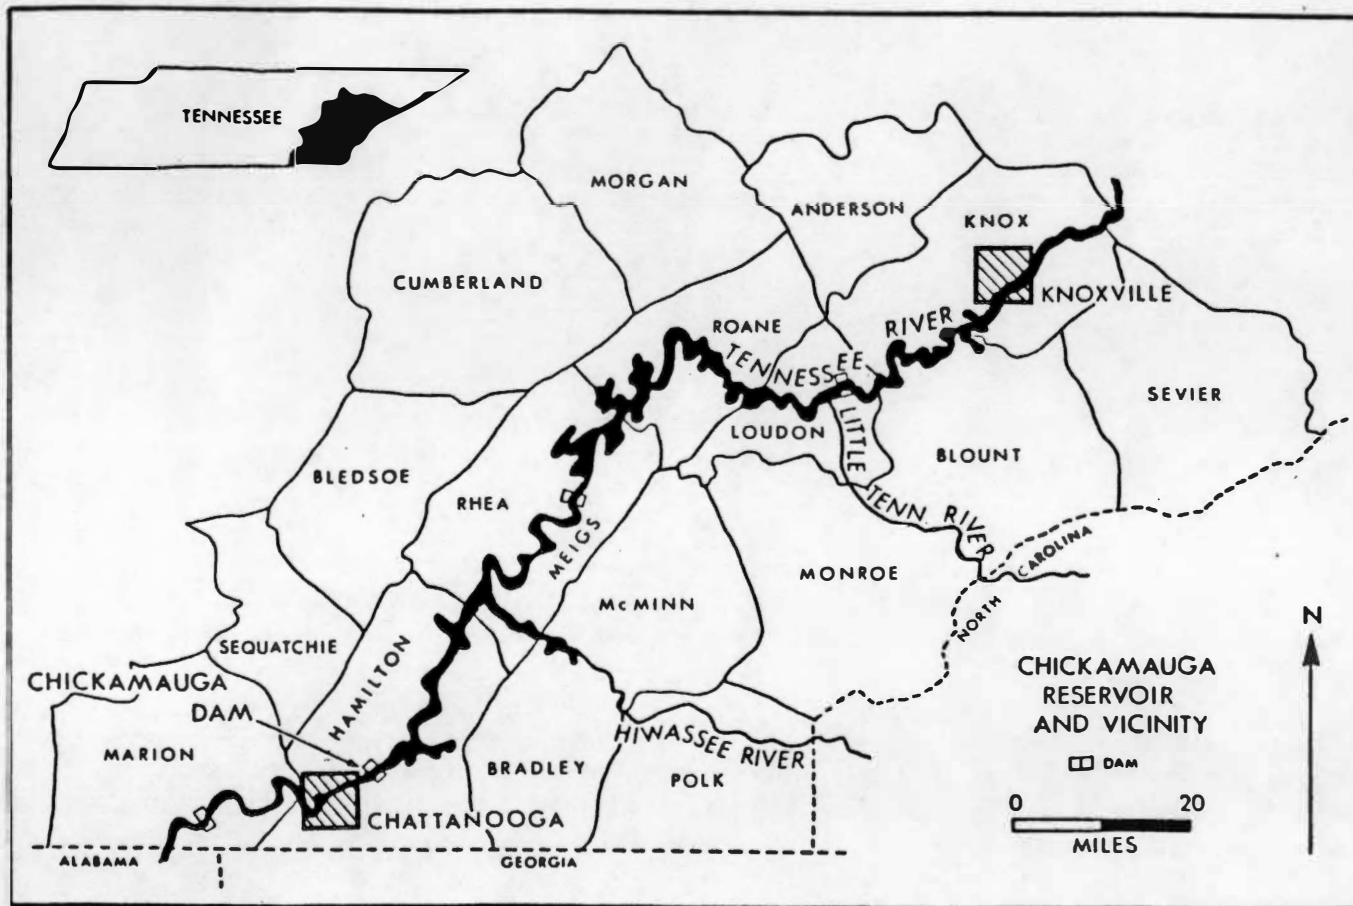 TENNESSEE
MORGAN
ANDERSON
KNOX
CUMBERLAND
KNOXVILLE
ROANE
TENNESSEE RIVER
SEVIER
LOUDON
LITTLE TENN. RIVER
BLOUNT
BLEDSOE
RHEA
MEIGS
MONROE
McMINN
NORTH CAROLINA
SEQUATCHIE
HAMILTON
CHICKAMAUGA
DAM
MARION
BRADLEY
HIWASSEE RIVER
POLK
CHATTANOOGA
ALABAMA
GEORGIA
N
CHICKAMAUGA
RESERVOIR
AND VICINITY
DAM
0 20
MILES